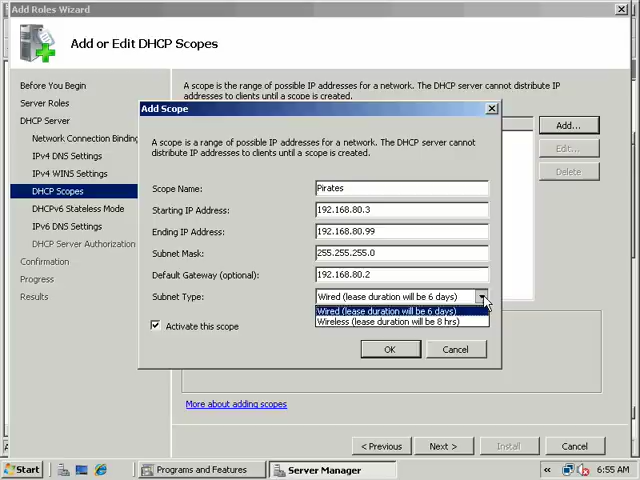 Add Roles Wizard
Add or Edit DHCP Scopes
Before You Begin
Server Roles
DHCP Server
Network Connection Binding
IPv4 DNS Settings
IPv4 WINS Settings
DHCP Scopes
DHCPv6 Stateless Mode
IPv6 DNS Settings
DHCP Server Authorization
Confirmation
Progress
Results
A scope is the range of possible IP addresses for a network. The DHCP server cannot distribute IP
addresses to clients until a scope is created.
Add...
Edit...
Delete
Add Scope
A scope is a range of possible IP addresses for a network. The DHCP server cannot
distribute IP addresses to clients until a scope is created.
Scope Name:
Pirates
Starting IP Address:
192.168.80.3
Ending IP Address:
192.168.80.99
Subnet Mask:
255.255.255.0
Default Gateway (optional):
192.168.80.2
Subnet Type:
Wired (lease duration will be 6 days)
Wired (lease duration will be 6 days)
Wireless (lease duration will be 8 hrs)
Activate this scope
OK
Cancel
More about adding scopes
< Previous
Next >
Install
Cancel
Start
Programs and Features
Server Manager
«
6:55 AM